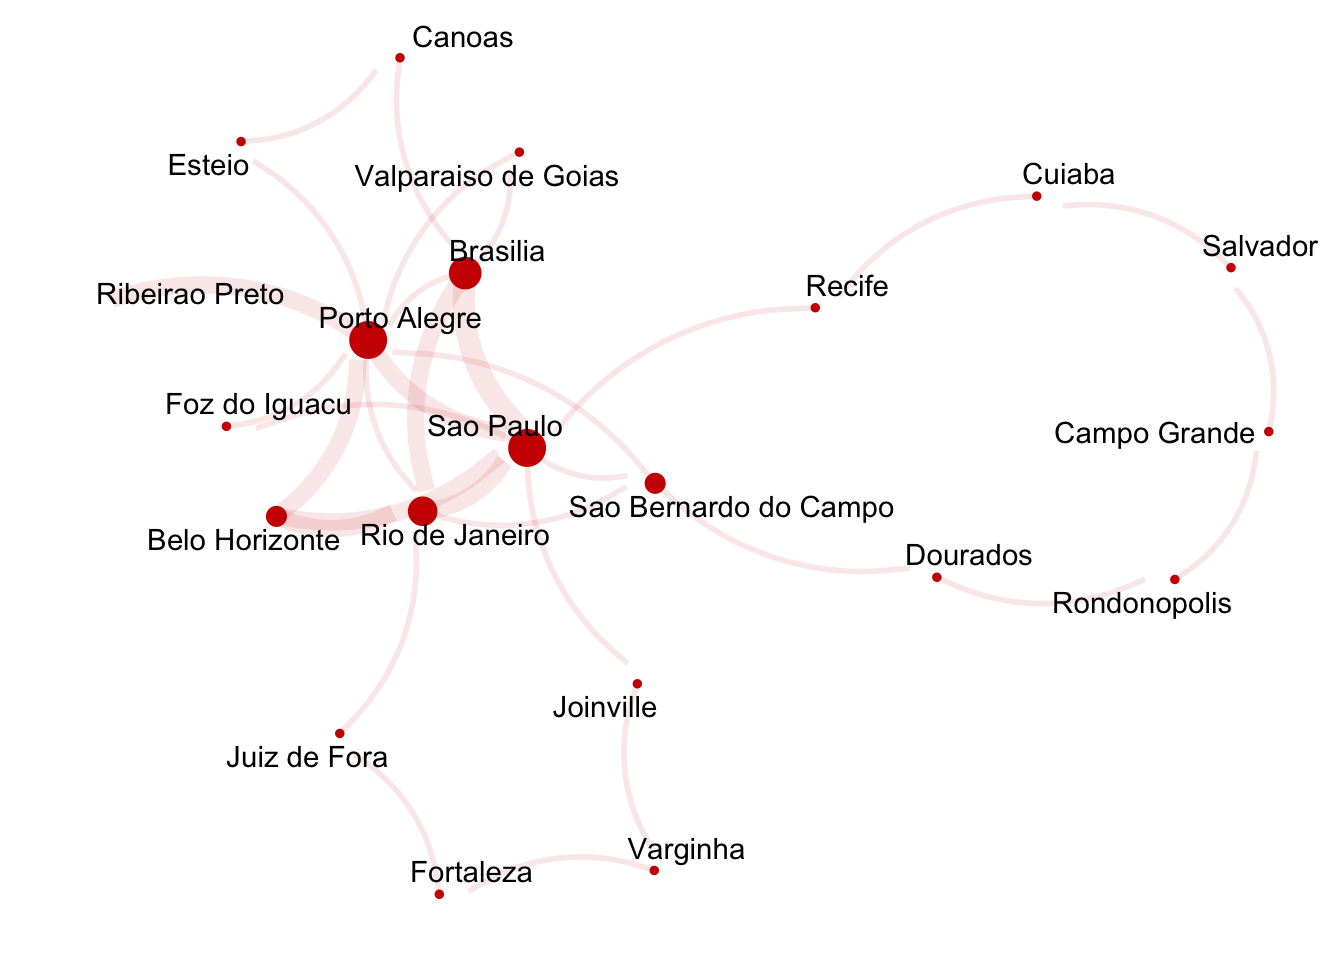 Canoas
Esteio
Valparaiso de Goias
Cuiaba
Salvador
Brasilia
Recife
Ribeirao Preto
Porto Alegre
Foz do Iguacu
Sao Paulo
Campo Grande
Sao Bernardo do Campo
Belo Horizonte
Rio de Janeiro
Dourados
Rondonopolis
Joinville
Juiz de Fora
Varginha
Fortaleza